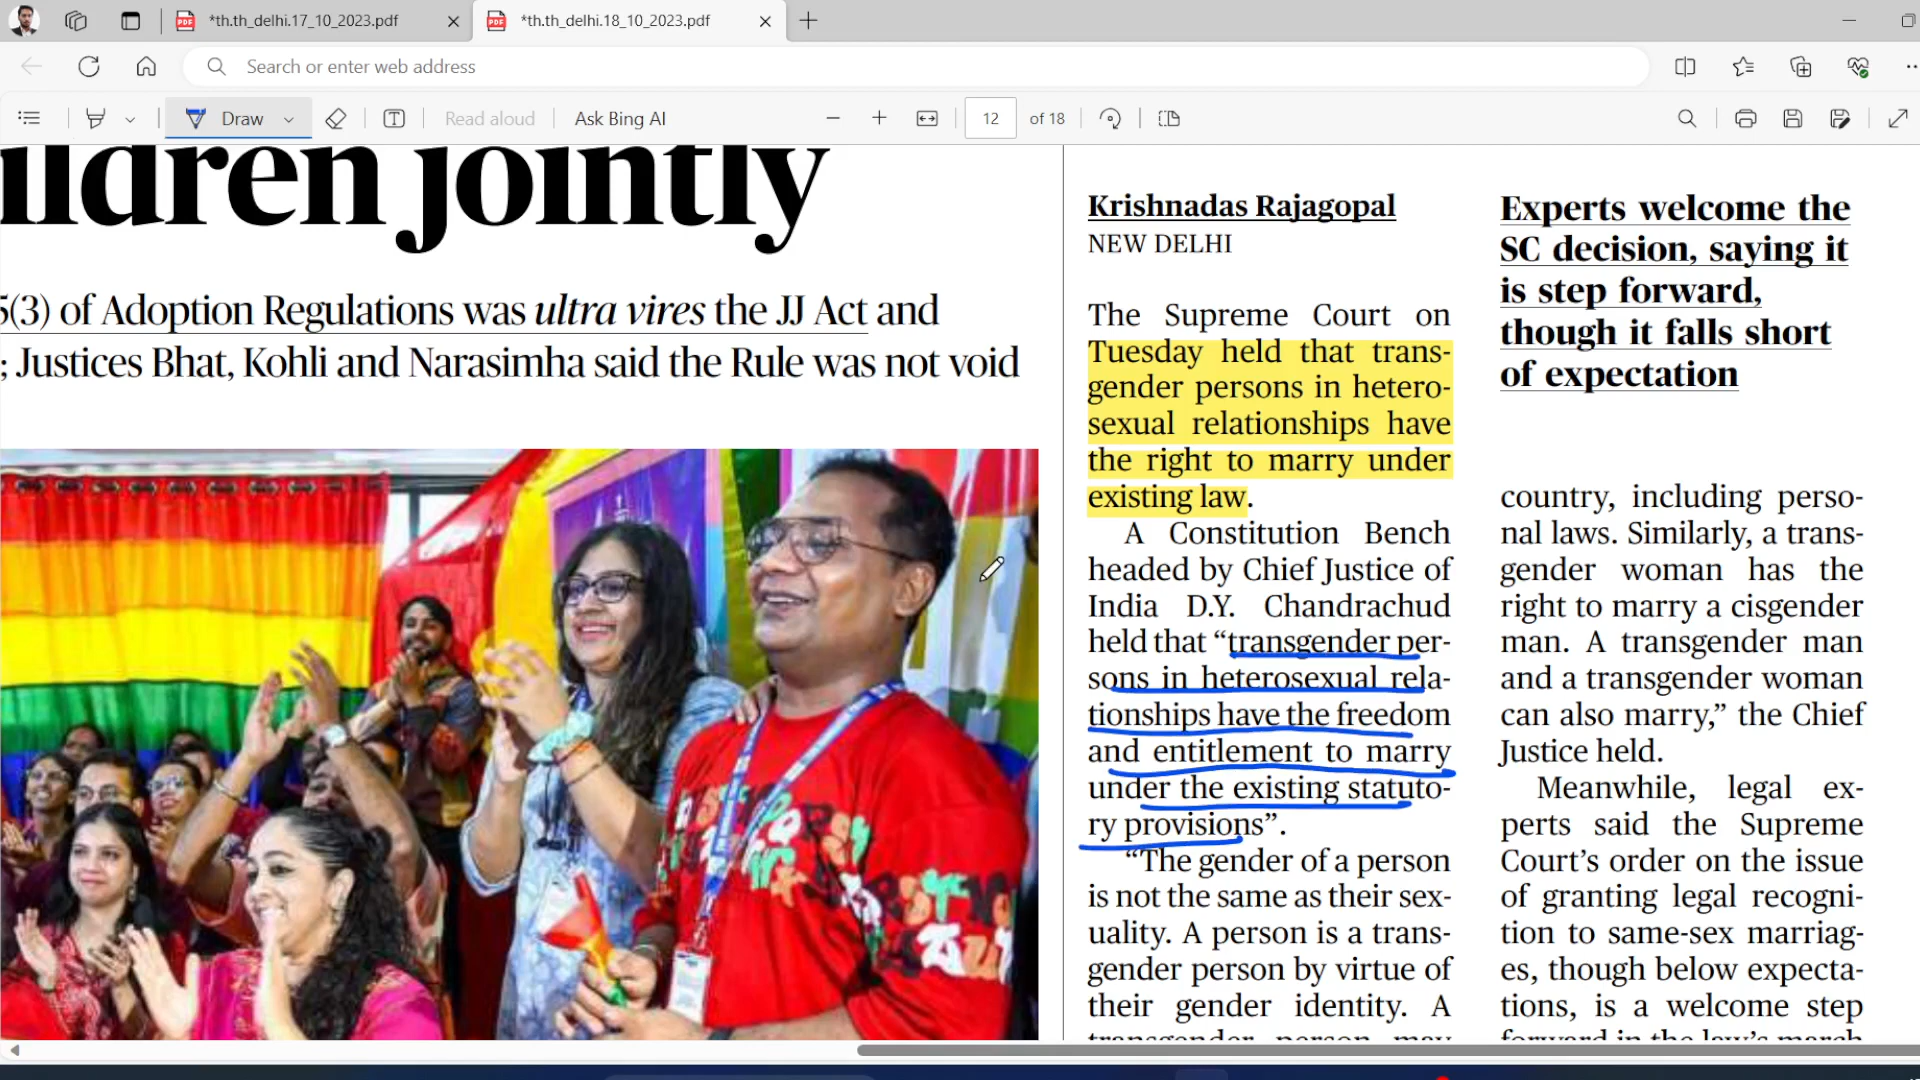 *th.th_delhi.17_10_2023.pdf
*th.th_delhi.18_10_2023.pdf
Search or enter web address
Draw
Read aloud
Ask Bing AI
12
of 18
ildren jointly
5(3) of Adoption Regulations was ultra vires the JJ Act and
; Justices Bhat, Kohli and Narasimha said the Rule was not void
Krishnadas Rajagopal
NEW DELHI
The Supreme Court on
Tuesday held that trans-
gender persons in hetero-
sexual relationships have
the right to marry under
existing law.
A Constitution Bench
headed by Chief Justice of
India D.Y. Chandrachud
held that “transgender per-
sons in heterosexual rela-
tionships have the freedom
and entitlement to marry
under the existing statuto-
ry provisions”.
“The gender of a person
is not the same as their sex-
uality. A person is a trans-
gender person by virtue of
their gender identity. A
transgender person may
Experts welcome the
SC decision, saying it
is step forward,
though it falls short
of expectation
country, including perso-
nal laws. Similarly, a trans-
gender woman has the
right to marry a cisgender
man. A transgender man
and a transgender woman
can also marry,” the Chief
Justice held.
Meanwhile, legal ex-
perts said the Supreme
Court’s order on the issue
of granting legal recogni-
tion to same-sex marriag-
es, though below expecta-
tions, is a welcome step
forward in the law’s march